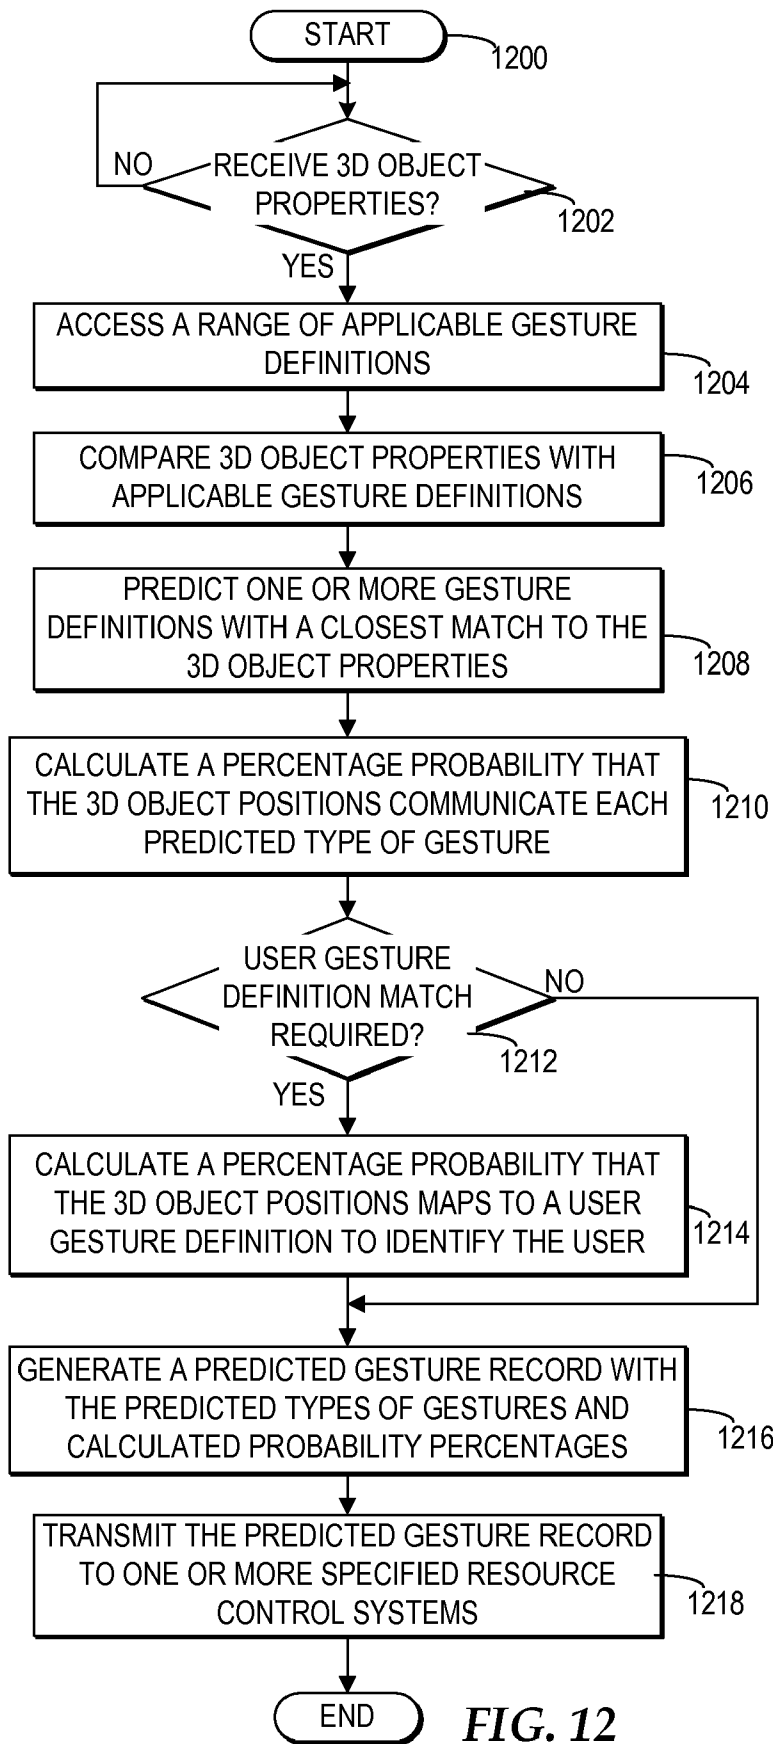 START
1200
NO
RECEIVE 3D OBJECT
PROPERTIES?
1202
YES
ACCESS A RANGE OF APPLICABLE GESTURE
DEFINITIONS
1204
COMPARE 3D OBJECT PROPERTIES WITH
APPLICABLE GESTURE DEFINITIONS
1206
PREDICT ONE OR MORE GESTURE
DEFINITIONS WITH A CLOSEST MATCH TO THE
3D OBJECT PROPERTIES
1208
CALCULATE A PERCENTAGE PROBABILITY THAT
THE 3D OBJECT POSITIONS COMMUNICATE EACH
PREDICTED TYPE OF GESTURE
1210
USER GESTURE
DEFINITION MATCH
REQUIRED?
NO
1212
YES
CALCULATE A PERCENTAGE PROBABILITY THAT
THE 3D OBJECT POSITIONS MAPS TO A USER
GESTURE DEFINITION TO IDENTIFY THE USER
1214
GENERATE A PREDICTED GESTURE RECORD WITH
THE PREDICTED TYPES OF GESTURES AND
CALCULATED PROBABILITY PERCENTAGES
1216
TRANSMIT THE PREDICTED GESTURE RECORD
TO ONE OR MORE SPECIFIED RESOURCE
CONTROL SYSTEMS
1218
END
FIG. 12